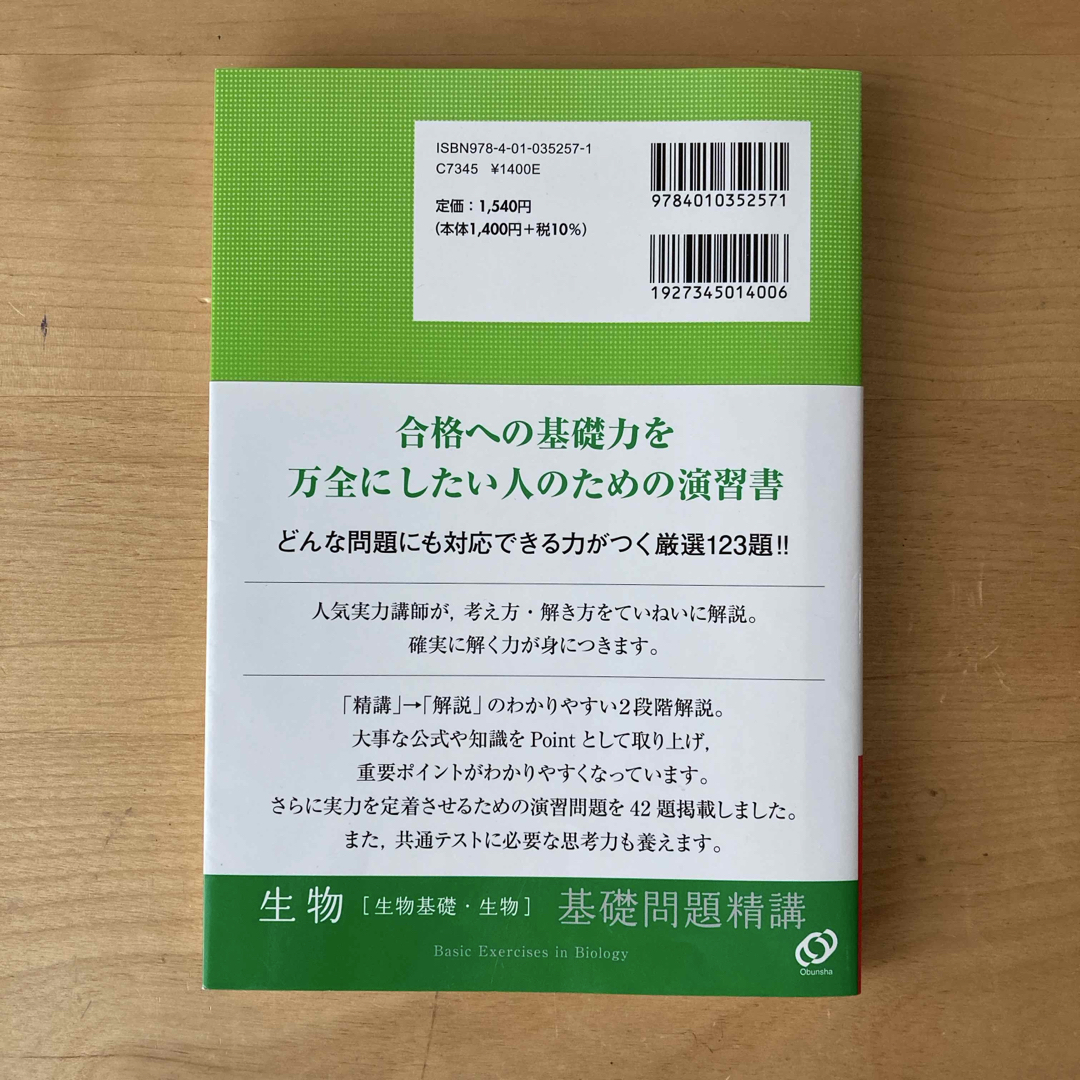 ISBN978-4-01-035257-1
C7345 ¥1400E
定価：1,540円
(本体1,400円＋税10％)
9784010352571
1927345014006
合格への基礎力を
万全にしたい人のための演習書
どんな問題にも対応できる力がつく厳選123題!!
人気実力講師が，考え方・解き方をていねいに解説。
確実に解く力が身につきます。
「精講」→「解説」のわかりやすい2段階解説。
大事な公式や知識をPointとして取り上げ，
重要ポイントがわかりやすくなっています。
さらに実力を定着させるための演習問題を42題掲載しました。
また，共通テストに必要な思考力も養えます。
生物 [生物基礎・生物] 基礎問題精講
Basic Exercises in Biology
Obunsha